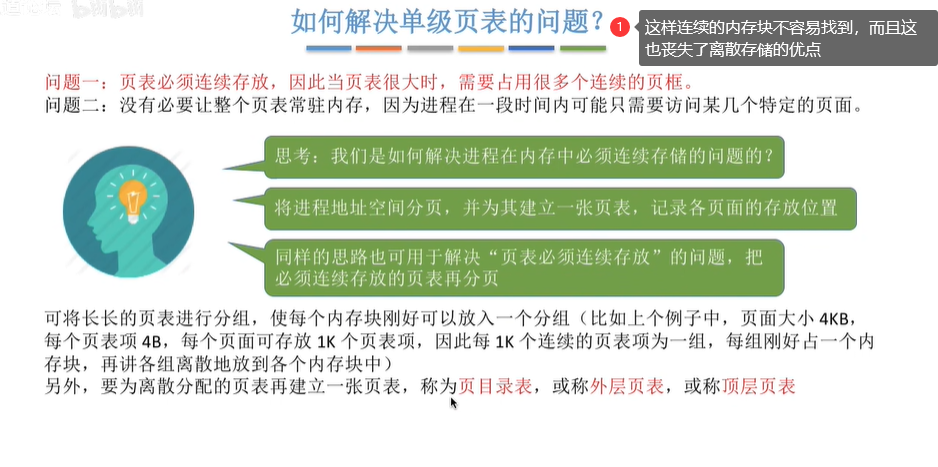 bilibili
如何解决单级页表的问题？
1
这样连续的内存块不容易找到，而且这
也丧失了离散存储的优点
问题一：页表必须连续存放，因此当页表很大时，需要占用很多个连续的页框。
问题二：没有必要让整个页表常驻内存，因为进程在一段时间内可能只需要访问某几个特定的页面。
思考：我们是如何解决进程在内存中必须连续存储的问题的？
将进程地址空间分页，并为其建立一张页表，记录各页面的存放位置
同样的思路也可用于解决“页表必须连续存放”的问题，把
必须连续存放的页表再分页
可将长长的页表进行分组，使每个内存块刚好可以放入一个分组（比如上个例子中，页面大小 4KB，
每个页表项 4B，每个页面可存放 1K 个页表项，因此每 1K 个连续的页表项为一组，每组刚好占一个内
存块，再讲各组离散地放到各个内存块中）
另外，要为离散分配的页表再建立一张页表，称为页目录表，或称外层页表，或称顶层页表